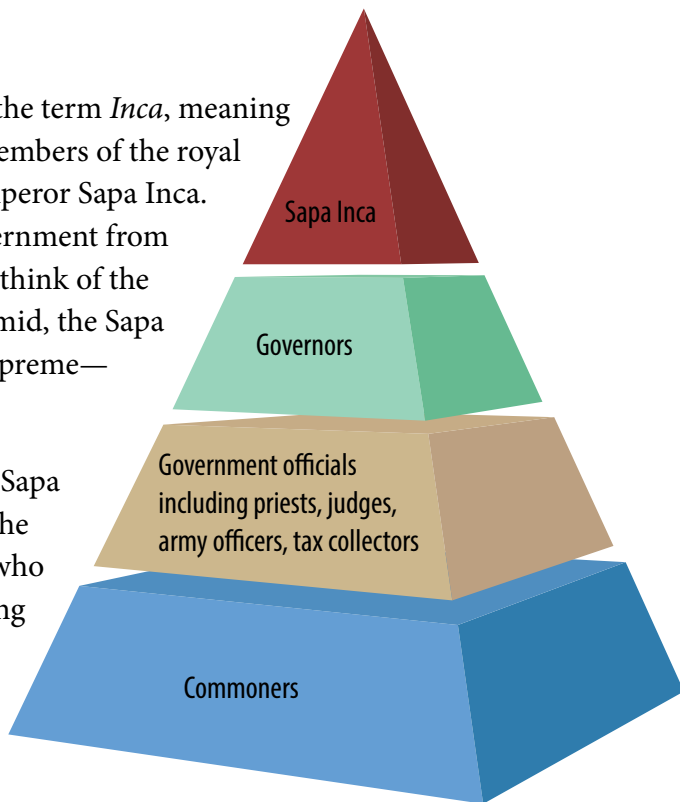 the term Inca, meaning
embers of the royal
peror Sapa Inca.
ernment from
think of the
mid, the Sapa
preme—
Sapa
he
who
ng
Sapa Inca
Governors
Government officials
including priests, judges,
army officers, tax collectors
Commoners